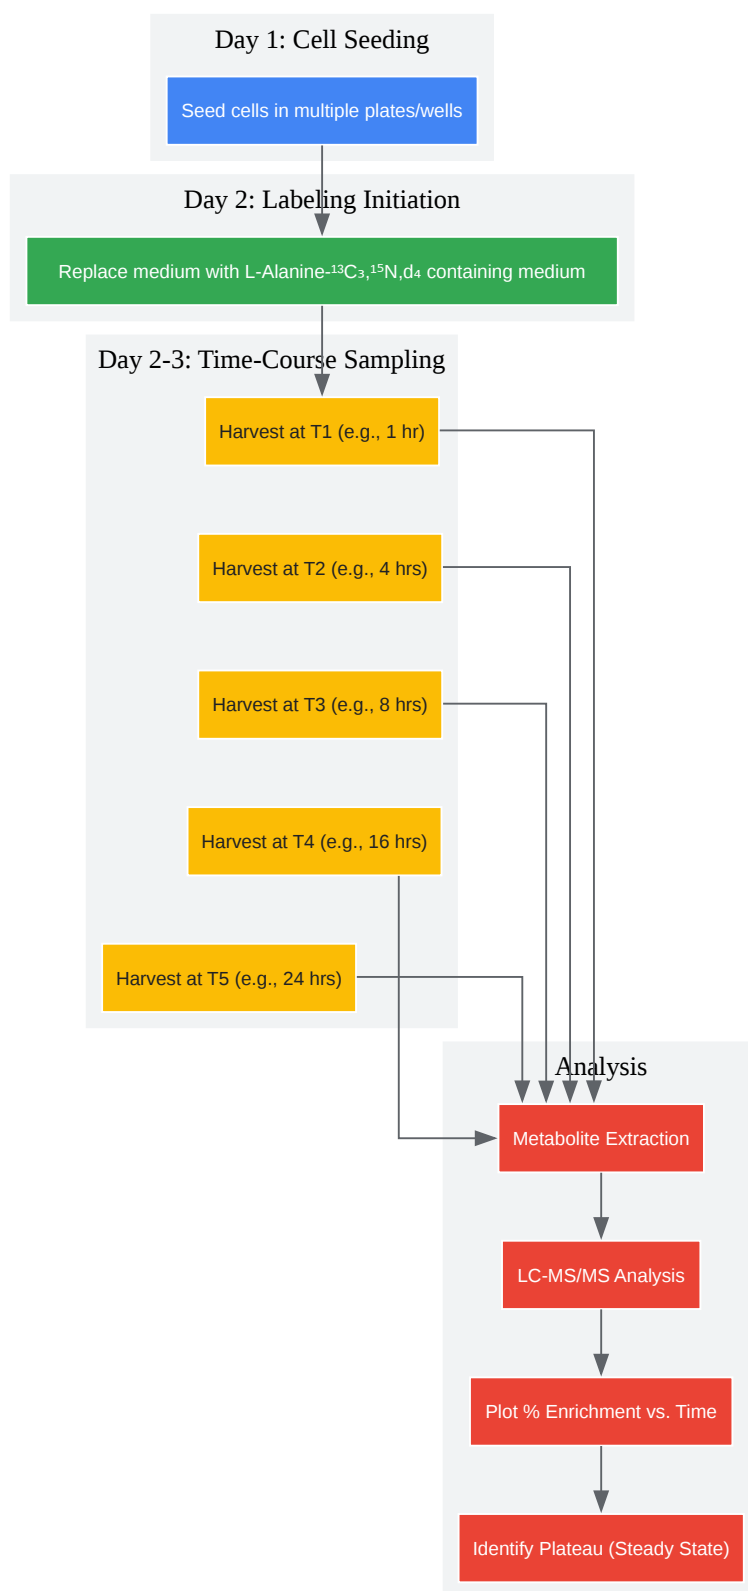 Day 1: Cell Seeding
Seed cells in multiple plates/wells
Day 2: Labeling Initiation
Replace medium with L-Alanine-¹³C₃,¹⁵N,d₄ containing medium
Day 2-3: Time-Course Sampling
Harvest at T1 (e.g., 1 hr)
Harvest at T2 (e.g., 4 hrs)
Harvest at T3 (e.g., 8 hrs)
Harvest at T4 (e.g., 16 hrs)
Harvest at T5 (e.g., 24 hrs)
Analysis
Metabolite Extraction
LC-MS/MS Analysis
Plot % Enrichment vs. Time
Identify Plateau (Steady State)